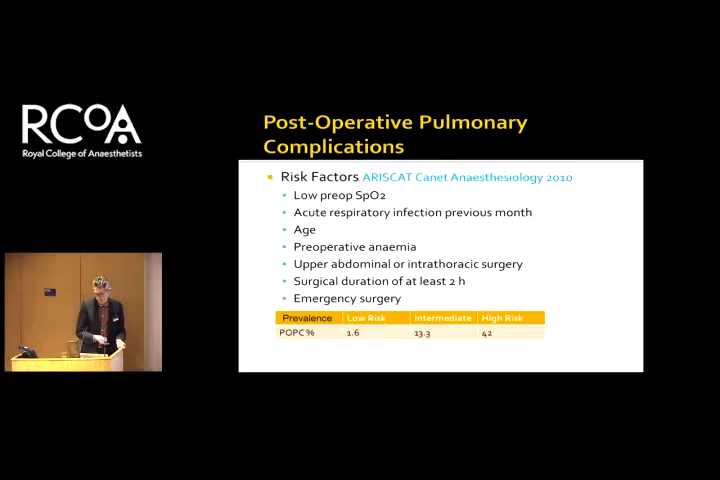 RCOA
Royal College of Anaesthetists
Post-Operative Pulmonary
Complications
Risk Factors ARISCAT Canet Anaesthesiology 2010
Low preop SpO2
Acute respiratory infection previous month
Age
Preoperative anaemia
Upper abdominal or intrathoracic surgery
Surgical duration of at least 2 h
Emergency surgery
Prevalence Low Risk Intermediate High Risk
POPC % 1.6 13.3 42